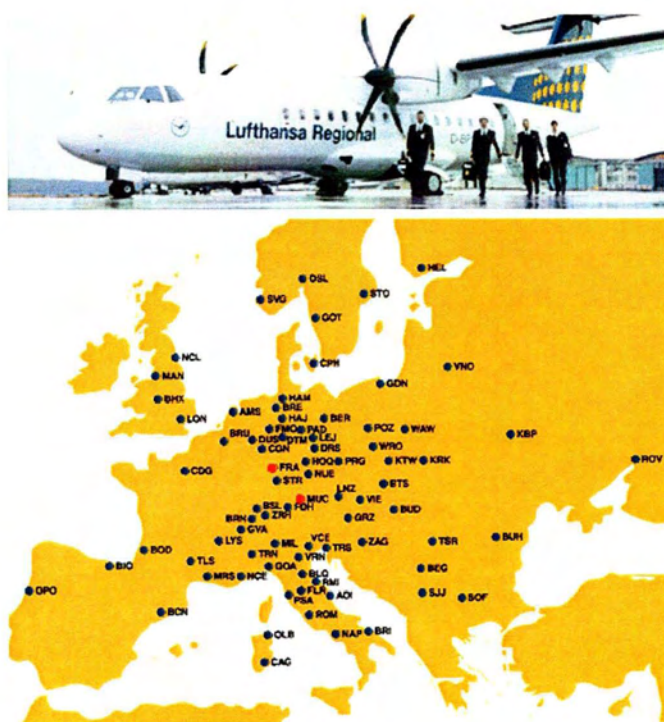 Lufthansa Regional
HEL
OSL
STO
SVG
GOT
NCL
CPH
VNO
MAN
GDN
BHX
HAM
AMS
BRE
LON
HAJ
BER
FMO
PAD
POZ
WAW
KBP
BRU
DUS
DTM
LEJ
CGN
DRS
WRO
HOQ
PRG
KTW
KRK
ROV
CDG
FRA
NUE
STR
BTS
LNZ
MUC
VIE
BSL
FDH
BUD
ZRH
BRN
GRZ
GVA
LYS
MIL
VCE
ZAG
TSR
BUH
BOD
TRS
TRN
VRN
BIO
TLS
GOA
BEG
BLQ
MRS
NCE
RMI
OPO
FLR
AOI
SJJ
SOF
PSA
BCN
ROM
OLB
NAP
BRI
CAG